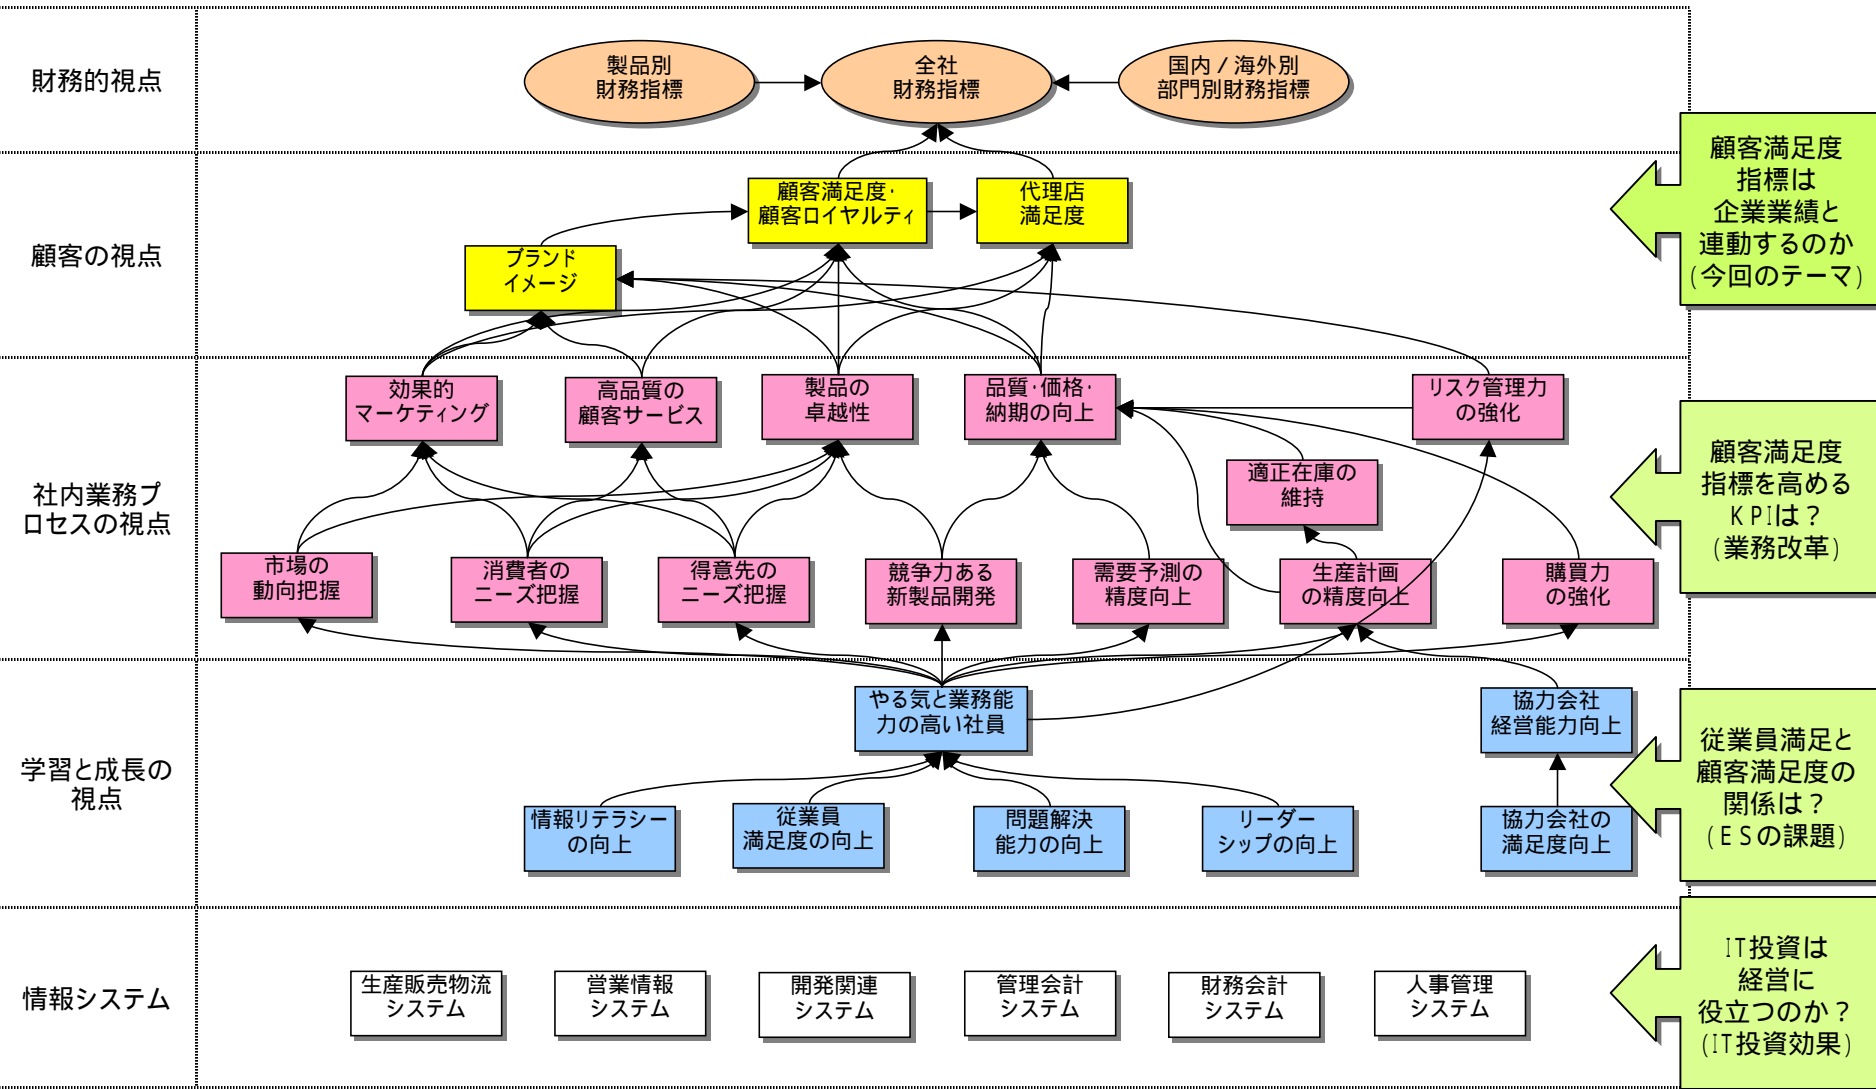 財務的視点
製品別
財務指標
全社
財務指標
国内/海外別
部門別財務指標
顧客の視点
顧客満足度・
顧客ロイヤルティ
代理店
満足度
ブランド
イメージ
顧客満足度
指標は
企業業績と
連動するのか
(今回のテーマ)
社内業務プ
ロセスの視点
効果的
マーケティング
高品質の
顧客サービス
製品の
卓越性
品質・価格・
納期の向上
リスク管理力
の強化
適正在庫の
維持
市場の
動向把握
消費者の
ニーズ把握
得意先の
ニーズ把握
競争力ある
新製品開発
需要予測の
精度向上
生産計画
の精度向上
購買力
の強化
顧客満足度
指標を高める
KPIは?
(業務改革)
学習と成長の
視点
やる気と業務能
力の高い社員
協力会社
経営能力向上
情報リテラシー
の向上
従業員
満足度の向上
問題解決
能力の向上
リーダー
シップの向上
協力会社の
満足度向上
従業員満足と
顧客満足度の
関係は?
(ESの課題)
情報システム
生産販売物流
システム
営業情報
システム
開発関連
システム
管理会計
システム
財務会計
システム
人事管理
システム
IT投資は
経営に
役立つのか?
(IT投資効果)